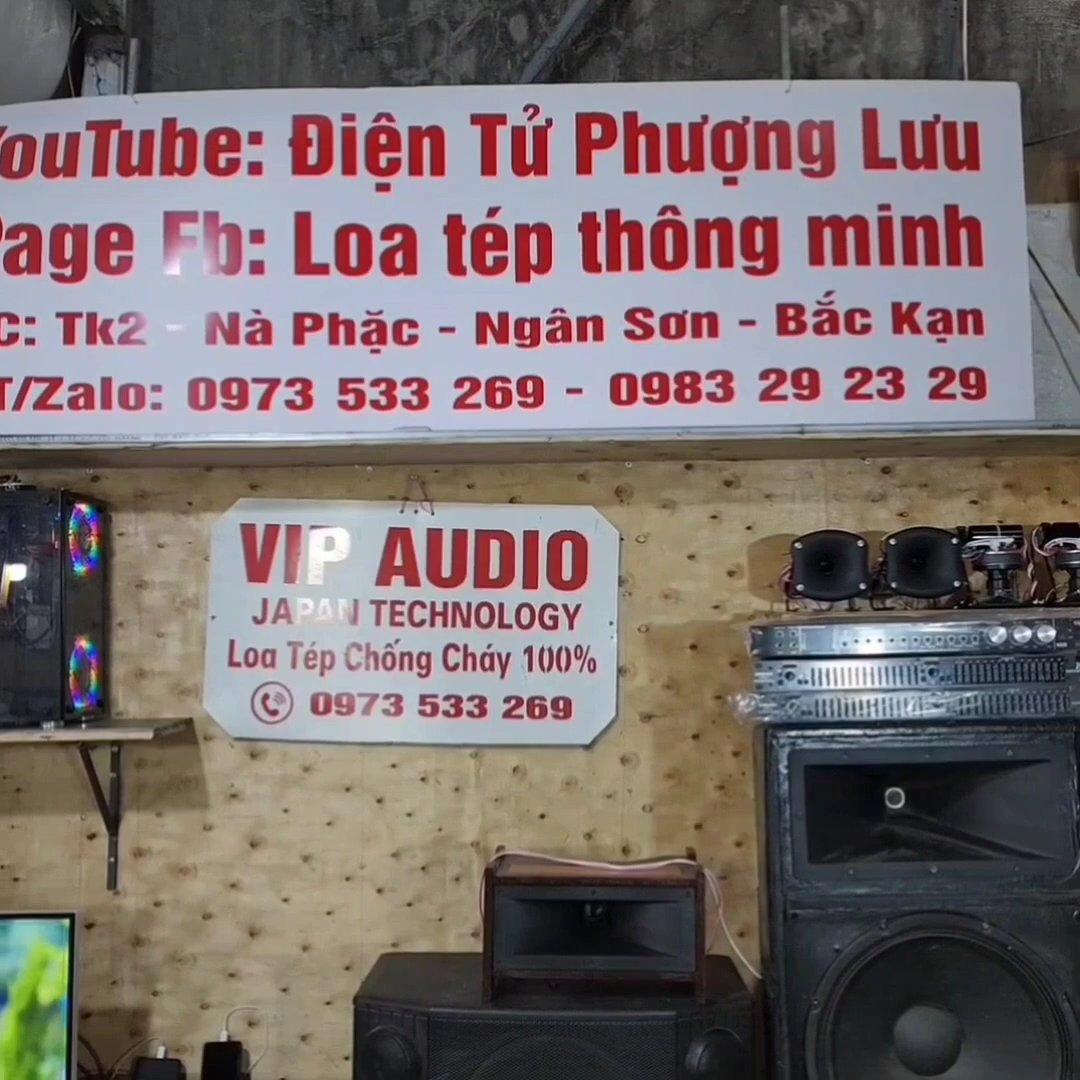 YouTube: Điện Tử Phượng Lưu
Page Fb: Loa tép thông minh
C: Tk2 - Nà Phặc - Ngân Sơn - Bắc Kạn
T/Zalo: 0973 533 269 - 0983 29 23 29
VIP AUDIO
JAPAN TECHNOLOGY
Loa Tép Chống Cháy 100%
0973 533 269